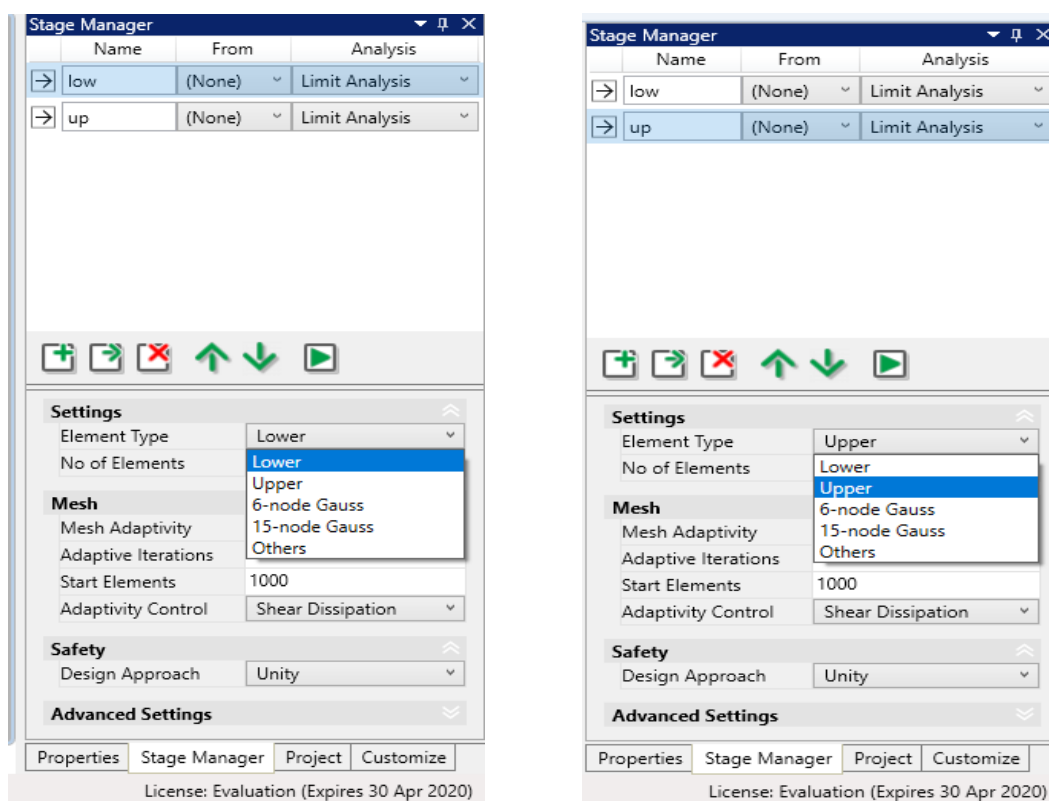 Stage Manager
Name From Analysis
low (None) Limit Analysis
up (None) Limit Analysis
Settings
Element Type Lower
No of Elements
Lower
Upper
6-node Gauss
15-node Gauss
Others
Mesh
Mesh Adaptivity
Adaptive Iterations
Start Elements 1000
Adaptivity Control Shear Dissipation
Safety
Design Approach Unity
Advanced Settings
Properties Stage Manager Project Customize
License: Evaluation (Expires 30 Apr 2020)
Stage Manager
Name From Analysis
low (None) Limit Analysis
up (None) Limit Analysis
Settings
Element Type Upper
No of Elements
Lower
Upper
6-node Gauss
15-node Gauss
Others
Mesh
Mesh Adaptivity
Adaptive Iterations
Start Elements 1000
Adaptivity Control Shear Dissipation
Safety
Design Approach Unity
Advanced Settings
Properties Stage Manager Project Customize
License: Evaluation (Expires 30 Apr 2020)